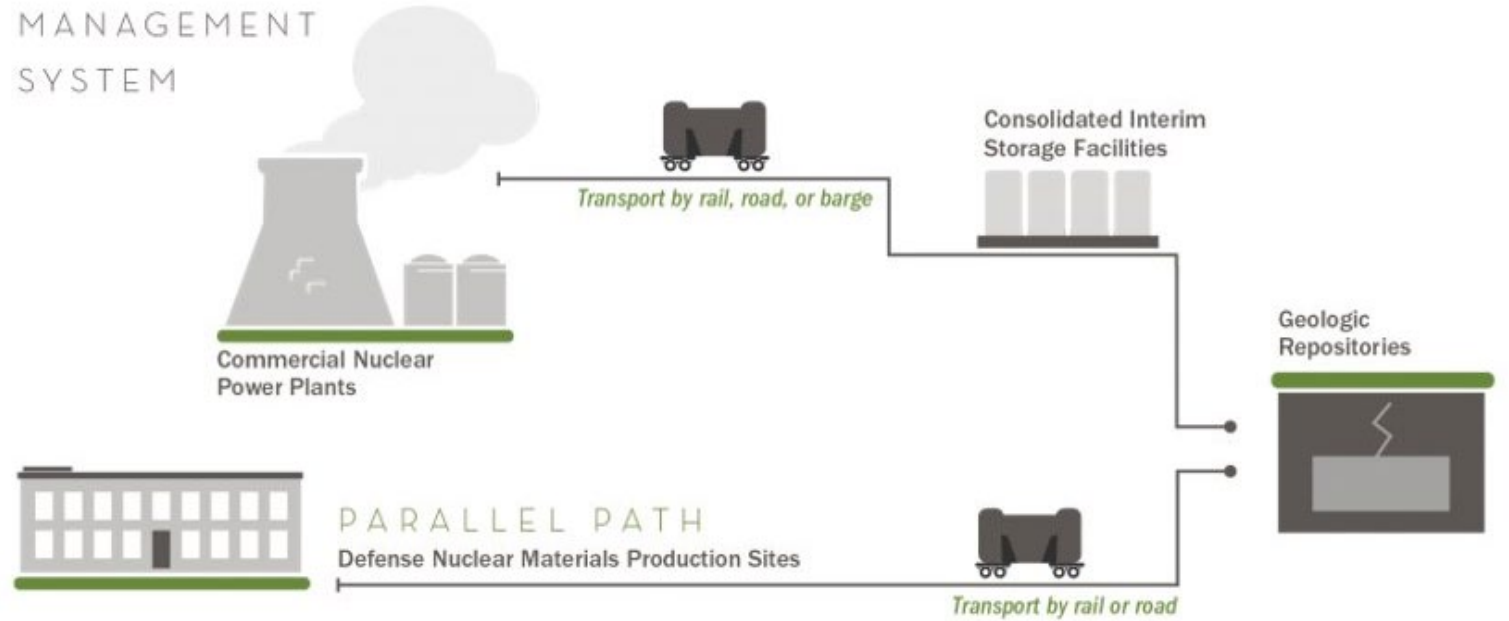 MANAGEMENT
SYSTEM
Consolidated Interim
Storage Facilities
Transport by rail, road, or barge
Geologic
Repositories
Commercial Nuclear
Power Plants
PARALLEL PATH
Defense Nuclear Materials Production Sites
Transport by rail or road